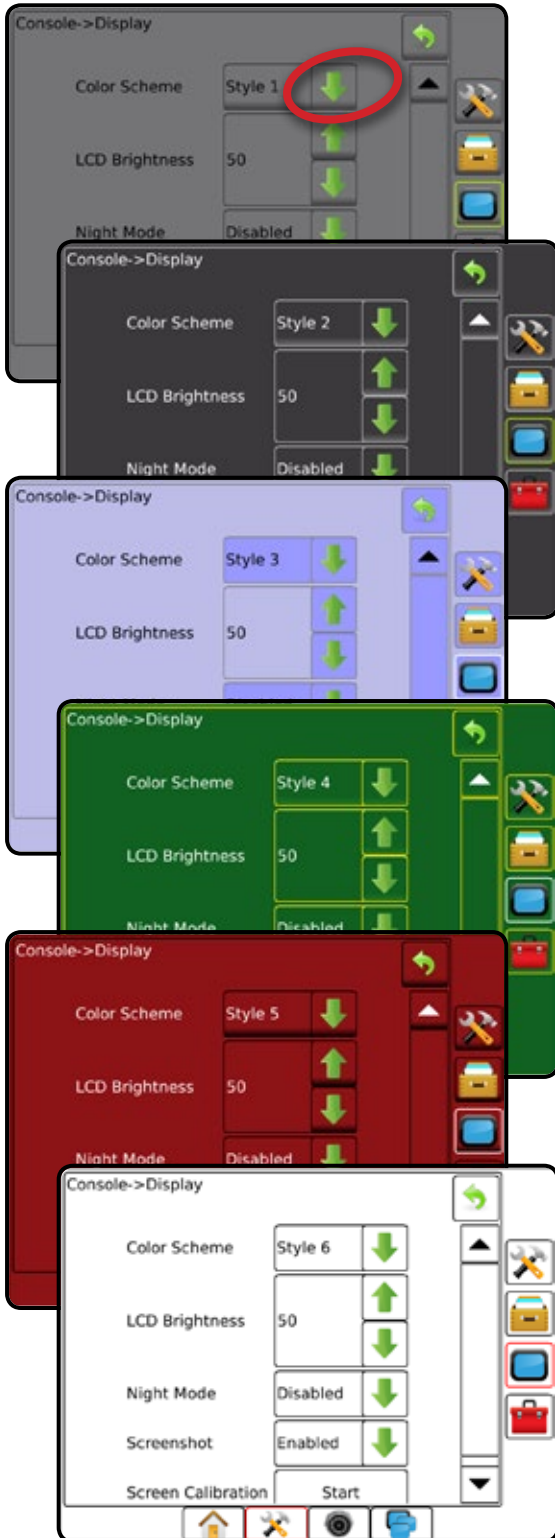 Console->Display
Color Scheme Style 1
LCD Brightness 50
Night Mode Disabled
Console->Display
Color Scheme Style 2
LCD Brightness 50
Night Mode Disabled
Console->Display
Color Scheme Style 3
LCD Brightness 50
Console->Display
Color Scheme Style 4
LCD Brightness 50
Night Mode Disabled
Console->Display
Color Scheme Style 5
LCD Brightness 50
Night Mode Disabled
Console->Display
Color Scheme Style 6
LCD Brightness 50
Night Mode Disabled
Screenshot Enabled
Screen Calibration Start